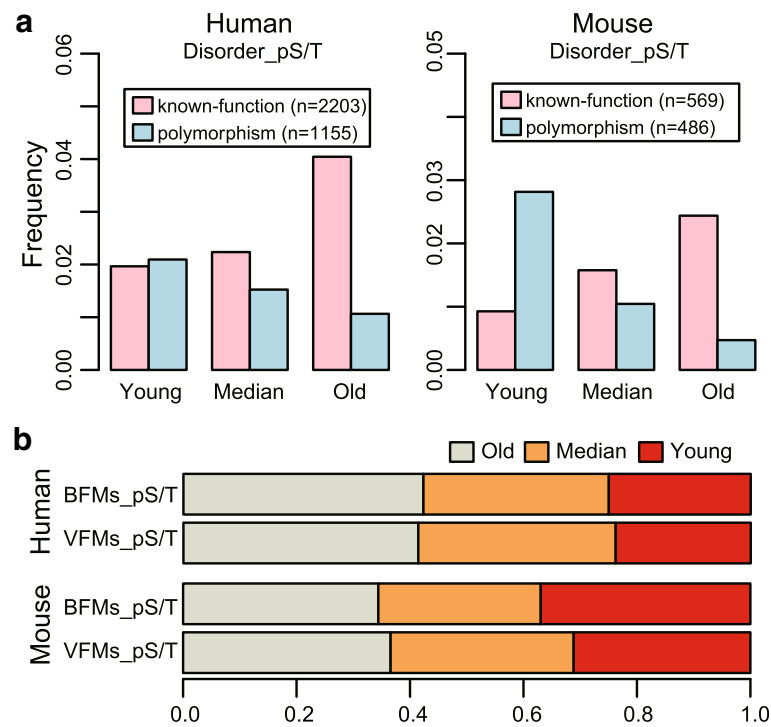 a
Human
Disorder_pS/T
Mouse
Disorder_pS/T
Frequency
0.06
0.04
0.02
0.00
known-function (n=2203)
polymorphism (n=1155)
Young Median Old
0.05
0.03
0.02
0.00
known-function (n=569)
polymorphism (n=486)
Young Median Old
b
Old Median Young
Human
BFMs_pS/T
VFMs_pS/T
Mouse
BFMs_pS/T
VFMs_pS/T
0.0 0.2 0.4 0.6 0.8 1.0